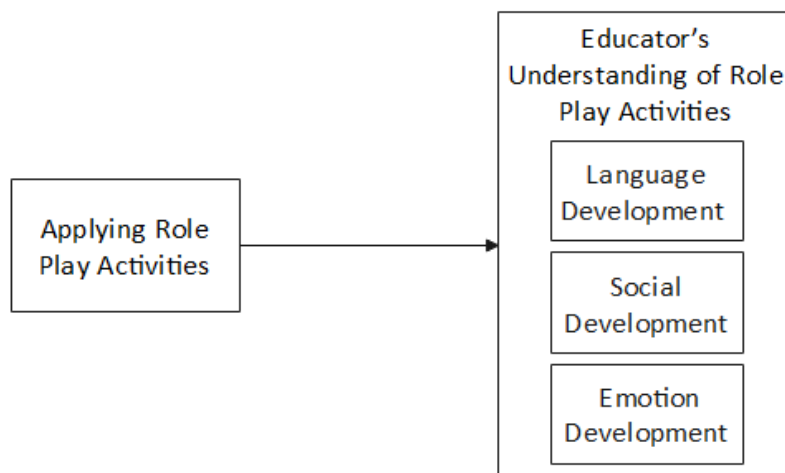 Applying Role
Play Activities
Educator's
Understanding of Role
Play Activities
Language
Development
Social
Development
Emotion
Development